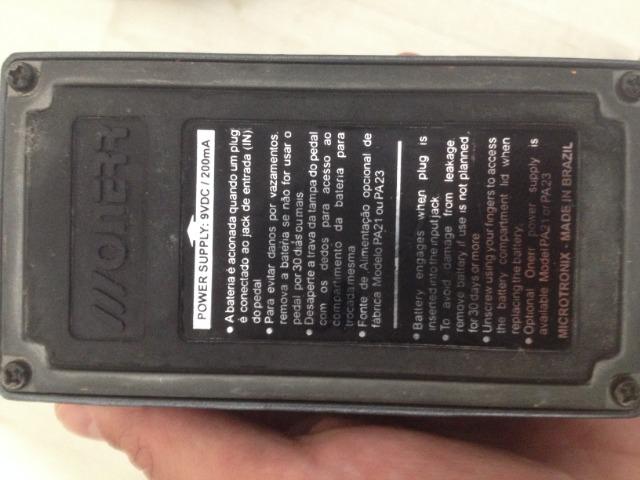 ONERR
POWER SUPPLY: 9VDC / 200mA
• A bateria é acionada quando um plug
é conectado ao jack de entrada (IN)
do pedal
• Para evitar danos por vazamentos.
remova a bateria se não for usar o
pedal por 30 dias ou mais
• Desaperte a trava da tampo do pedal
com os dedos para acesso ao
compartimento da bateria para
troca da mesma
• Fonte de Alimentação opcional de
fábrica Modelo PA21 ou PA23
• Battery engages when plug is
inserted into the input jack
• To avoid damage from leakage,
remove battery if use is not planned
for 30 days or more
• Unscrew using your fingers to access
the battery compartment lid when
replacing the battery
• Optional Onerr power supply is
available Model PA21 or PA23
MICROTRONIX - MADE IN BRAZIL